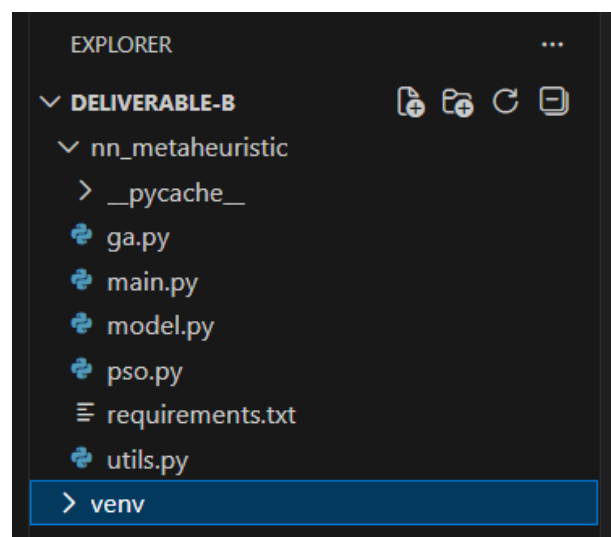 EXPLORER
DELIVERABLE-B
nn_metaheuristic
__pycache__
ga.py
main.py
model.py
pso.py
requirements.txt
utils.py
venv